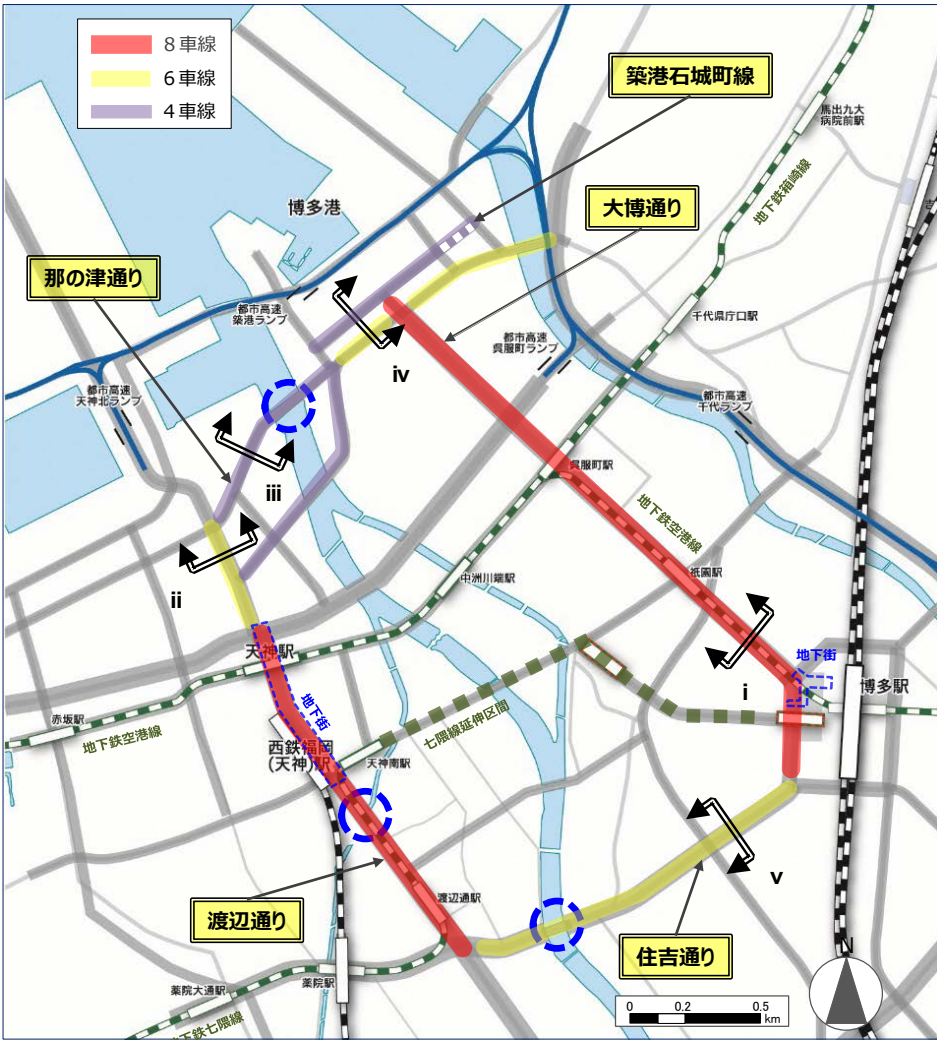 8車線
6車線
4車線
築港石城町線
馬出九大
病院前駅
地下鉄箱崎線
博多港
大博通り
那の津通り
都市高速
築港ランプ
千代県庁口駅
都市高速
呉服町ランプ
都市高速
天神北ランプ
都市高速
千代ランプ
iv
iii
呉服町駅
地下鉄空港線
中洲川端駅
祇園駅
ii
天神駅
地下街
i
地下街
博多駅
赤坂駅
地下鉄空港線
七隈線延伸区間
西鉄福岡
(天神)駅
天神南駅
v
渡辺通り
渡辺通駅
住吉通り
薬院駅
薬院大通駅
地下鉄七隈線
N
0 0.2 0.5
km